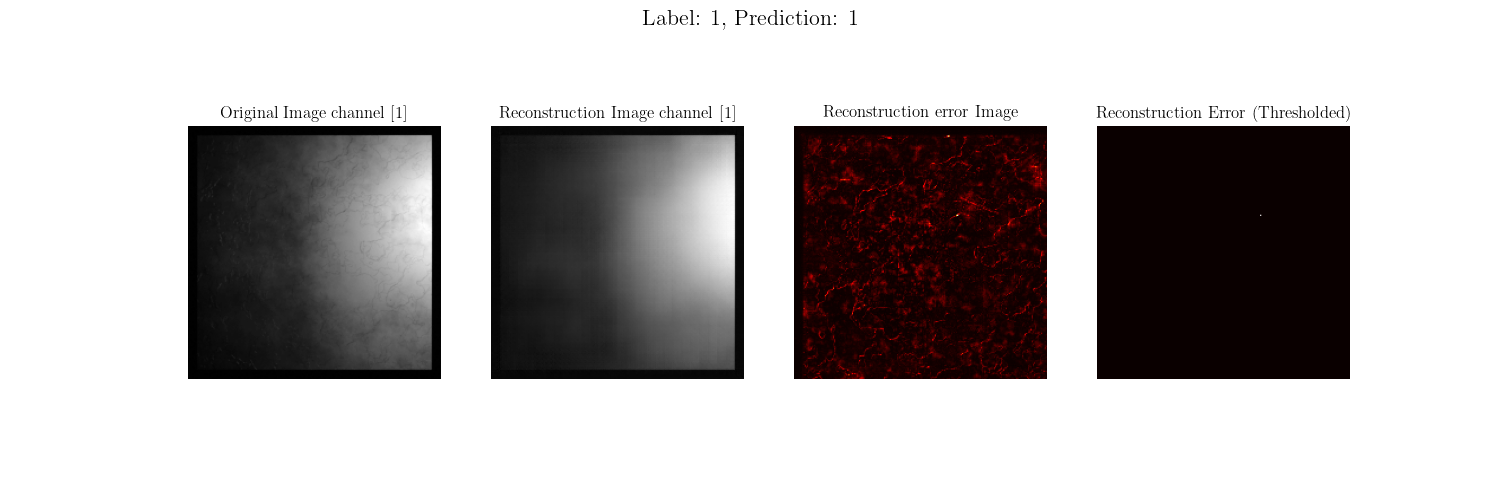 Label: 1, Prediction: 1
Original Image channel [1]
Reconstruction Image channel [1]
Reconstruction error Image
Reconstruction Error (Thresholded)